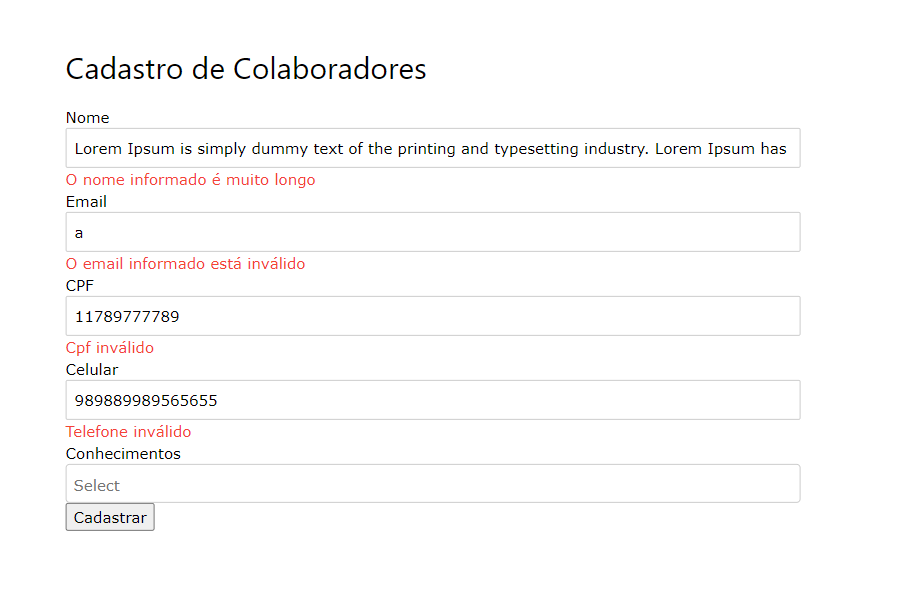 Cadastro de Colaboradores
Nome
Lorem Ipsum is simply dummy text of the printing and typesetting industry. Lorem Ipsum has
O nome informado é muito longo
Email
a
O email informado está inválido
CPF
11789777789
Cpf inválido
Celular
989889989565655
Telefone inválido
Conhecimentos
Select
Cadastrar